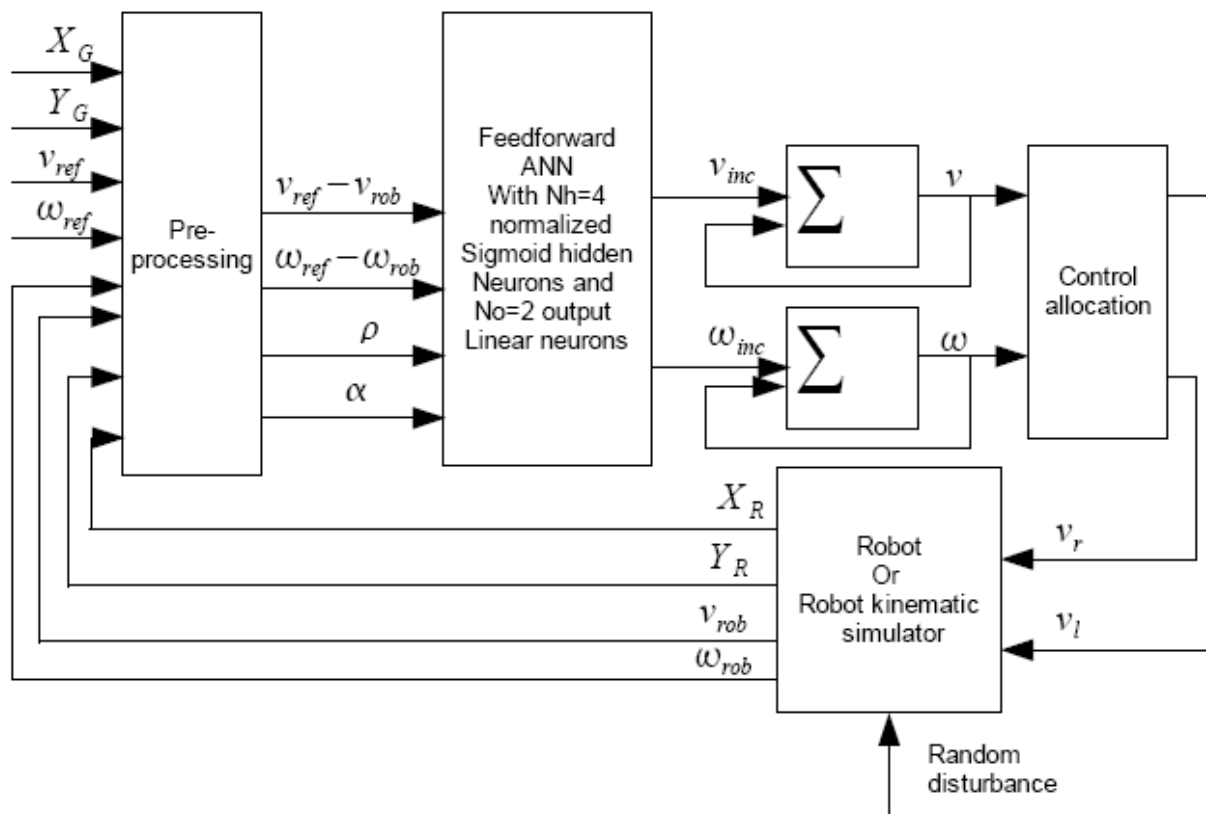 X_G
Y_G
v_ref
ω_ref
Pre-
processing
v_ref − v_rob
ω_ref − ω_rob
ρ
α
Feedforward
ANN
With Nh=4
normalized
Sigmoid hidden
Neurons and
No=2 output
Linear neurons
v_inc
ω_inc
Σ
Σ
v
ω
Control
allocation
X_R
Y_R
v_rob
ω_rob
Robot
Or
Robot kinematic
simulator
v_r
v_l
Random
disturbance